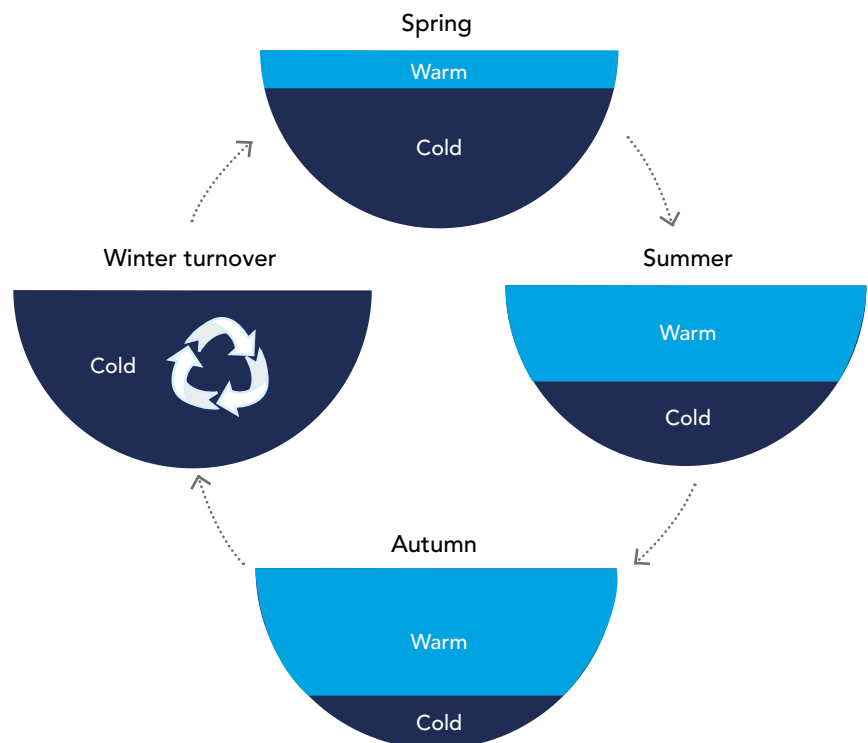 Spring
Warm
Cold
Winter turnover
Cold
Summer
Warm
Cold
Autumn
Warm
Cold